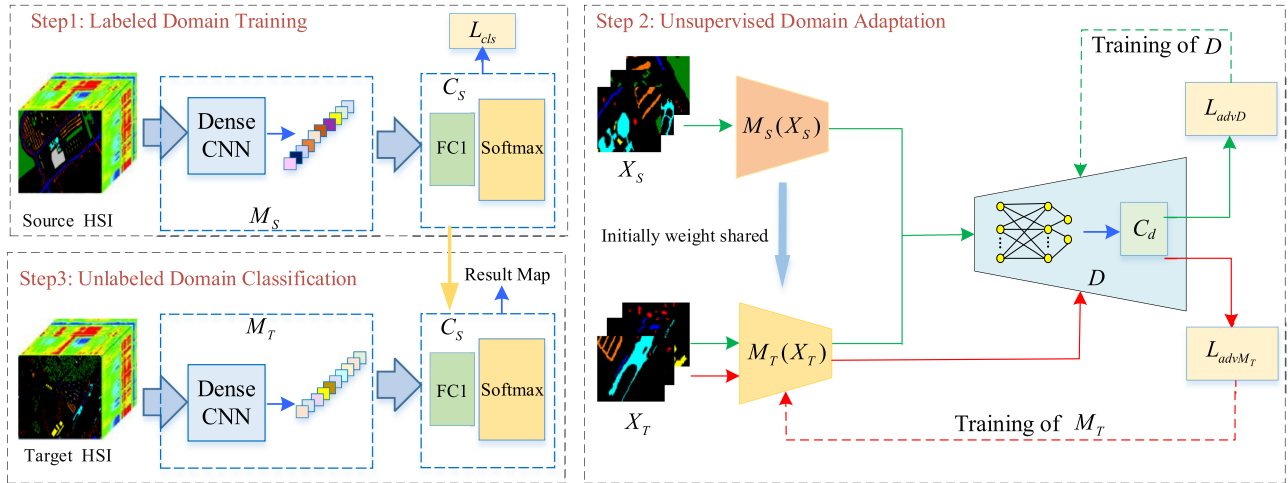 Step1: Labeled Domain Training
L_cls
C_S
Dense
CNN
FC1
Softmax
Source HSI
M_S
Step3: Unlabeled Domain Classification
Result Map
M_T
C_S
Dense
CNN
FC1
Softmax
Target HSI
Step 2: Unsupervised Domain Adaptation
Training of D
L_advD
M_S(X_S)
X_S
Initially weight shared
C_d
D
M_T(X_T)
L_advM_T
X_T
Training of M_T